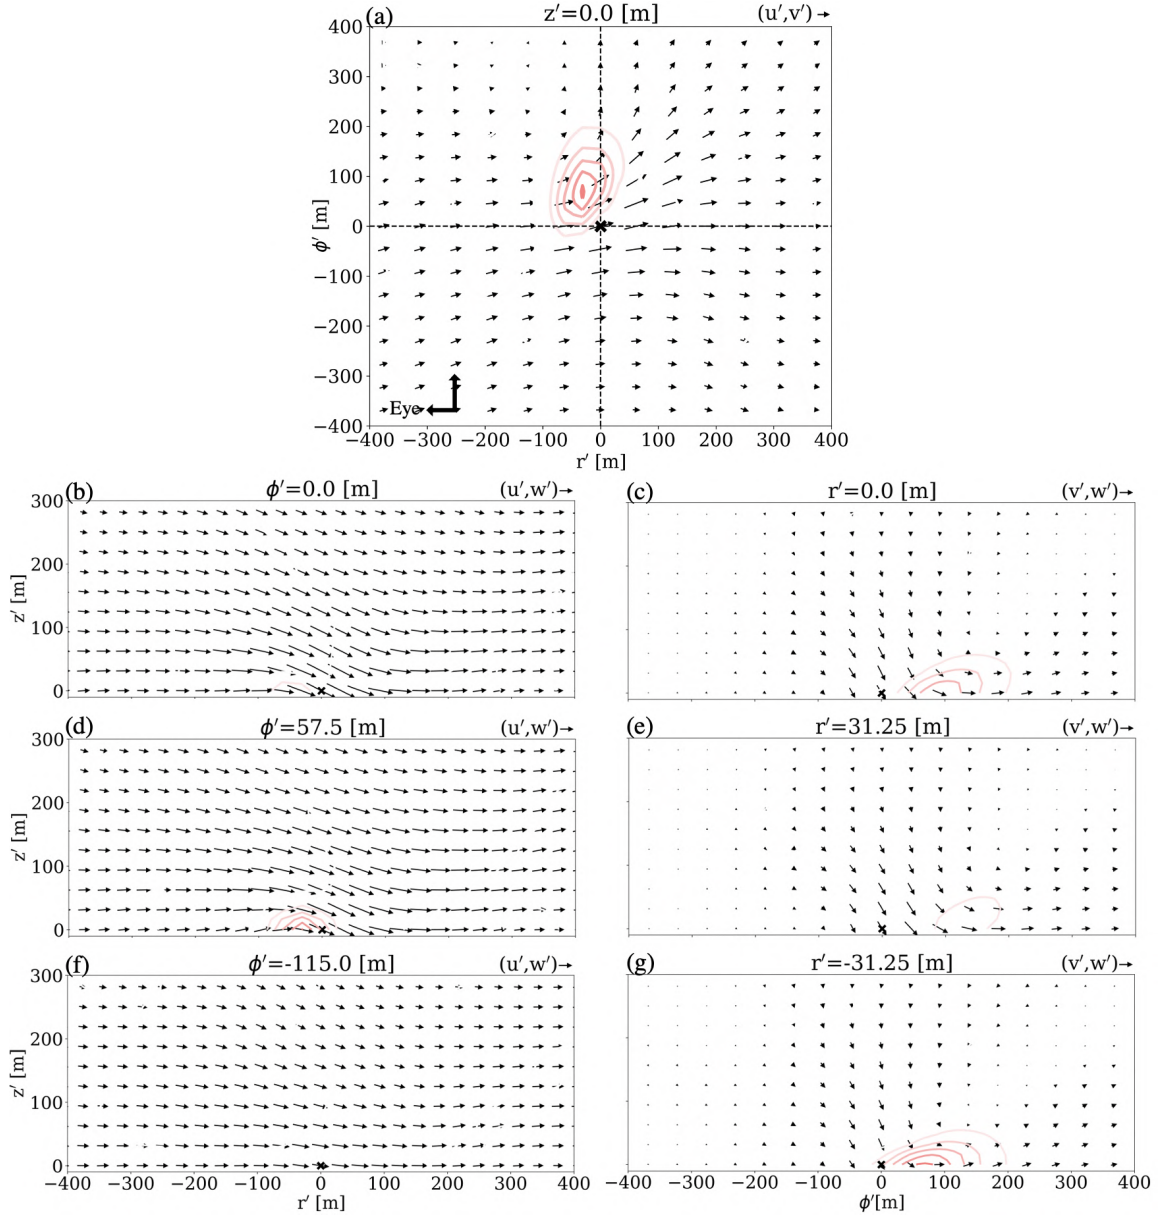 (a) z′=0.0 [m] (u′,v′)
400
300
200
100
0
−100
−200
−300
−400
ϕ′ [m]
Eye
−400 −300 −200 −100 0 100 200 300 400
r′ [m]
(b) ϕ′=0.0 [m] (u′,w′)
300
200
100
0
z′ [m]
(c) r′=0.0 [m] (v′,w′)
(d) ϕ′=57.5 [m] (u′,w′)
300
200
100
0
z′ [m]
(e) r′=31.25 [m] (v′,w′)
(f) ϕ′=-115.0 [m] (u′,w′)
300
200
100
0
z′ [m]
−400 −300 −200 −100 0 100 200 300 400
r′ [m]
(g) r′=-31.25 [m] (v′,w′)
−400 −300 −200 −100 0 100 200 300 400
ϕ′[m]